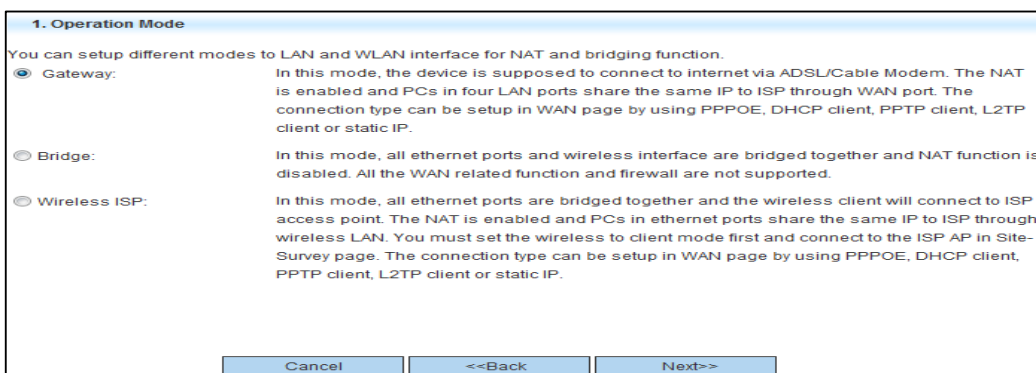 1. Operation Mode
You can setup different modes to LAN and WLAN interface for NAT and bridging function.
Gateway: In this mode, the device is supposed to connect to internet via ADSL/Cable Modem. The NAT
is enabled and PCs in four LAN ports share the same IP to ISP through WAN port. The
connection type can be setup in WAN page by using PPPOE, DHCP client, PPTP client, L2TP
client or static IP.
Bridge: In this mode, all ethernet ports and wireless interface are bridged together and NAT function is
disabled. All the WAN related function and firewall are not supported.
Wireless ISP: In this mode, all ethernet ports are bridged together and the wireless client will connect to ISP
access point. The NAT is enabled and PCs in ethernet ports share the same IP to ISP through
wireless LAN. You must set the wireless to client mode first and connect to the ISP AP in Site-
Survey page. The connection type can be setup in WAN page by using PPPOE, DHCP client,
PPTP client, L2TP client or static IP.
Cancel <<Back Next>>